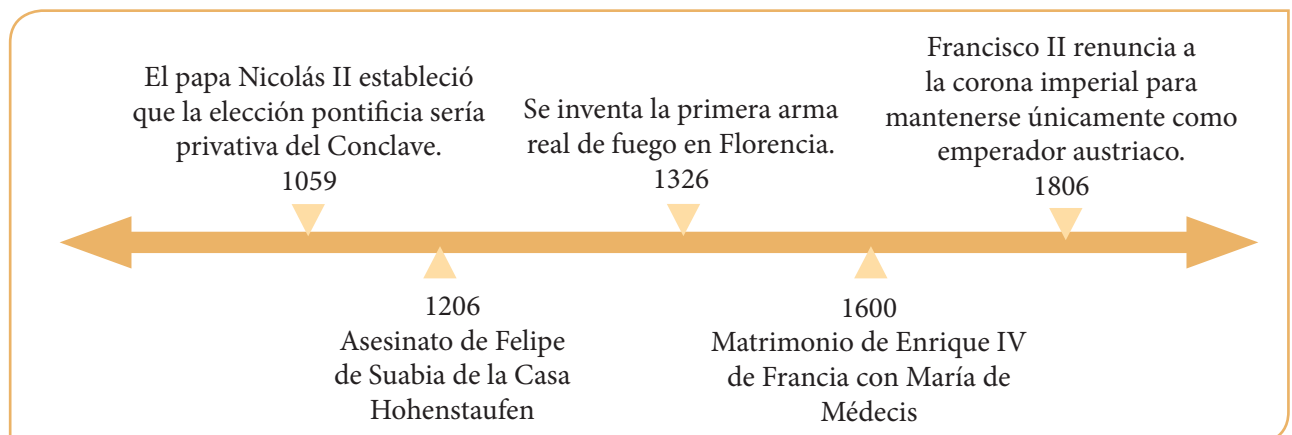 El papa Nicolás II estableció
que la elección pontificia sería
privativa del Conclave.
1059
Se inventa la primera arma
real de fuego en Florencia.
1326
Francisco II renuncia a
la corona imperial para
mantenerse únicamente como
emperador austriaco.
1806
1206
Asesinato de Felipe
de Suabia de la Casa
Hohenstaufen
1600
Matrimonio de Enrique IV
de Francia con María de
Médecis